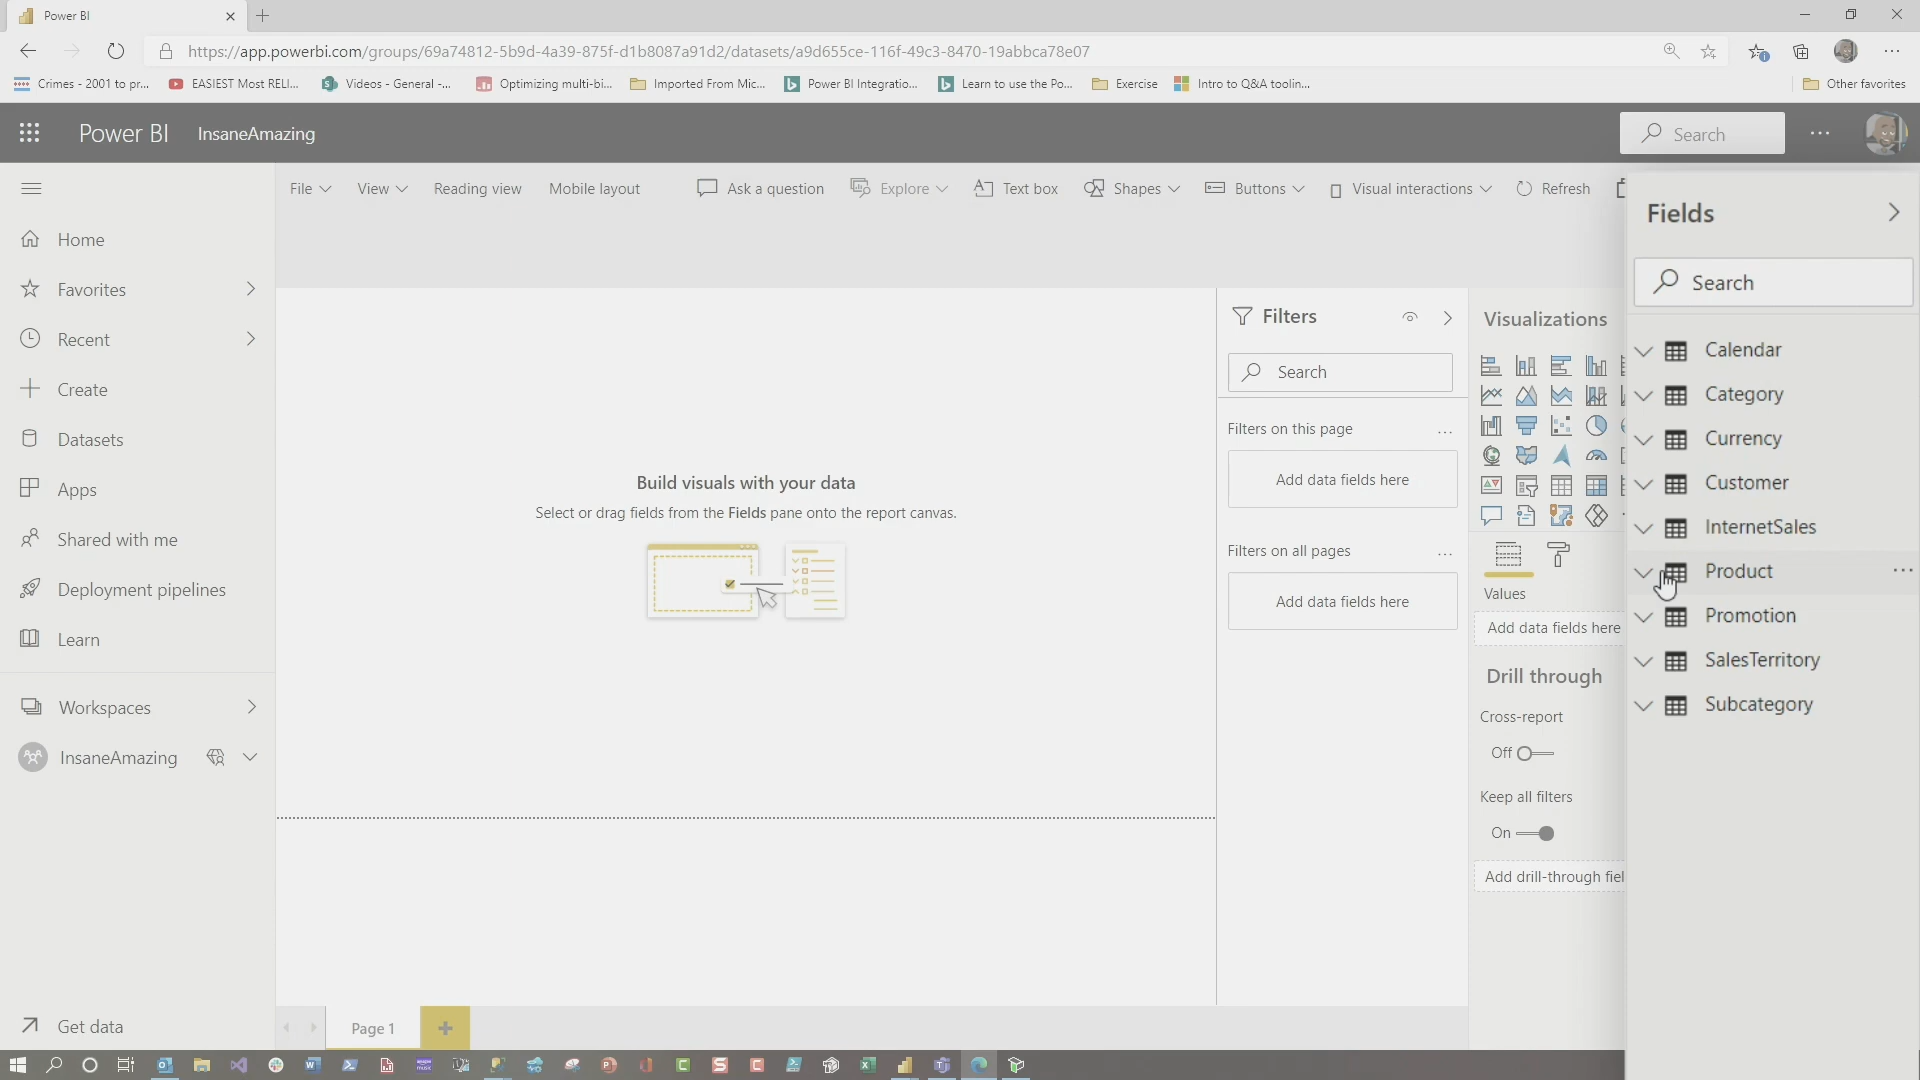 Power BI
https://app.powerbi.com/groups/69a74812-5b9d-4a39-875f-d1b8087a91d2/datasets/a9d655ce-116f-49c3-8470-19abbca78e07
Crimes - 2001 to pr...
EASIEST Most RELI...
Videos - General -...
Optimizing multi-bi...
Imported From Mic...
Power BI Integratio...
Learn to use the Po...
Exercise
Intro to Q&A toolin...
Other favorites
Power BI
InsaneAmazing
Search
File
View
Reading view
Mobile layout
Ask a question
Explore
Text box
Shapes
Buttons
Visual interactions
Refresh
Home
Favorites
Recent
Create
Datasets
Apps
Shared with me
Deployment pipelines
Learn
Workspaces
InsaneAmazing
Get data
Build visuals with your data
Select or drag fields from the Fields pane onto the report canvas.
Page 1
Filters
Search
Filters on this page
Add data fields here
Filters on all pages
Add data fields here
Visualizations
Values
Add data fields here
Drill through
Cross-report
Off
Keep all filters
On
Add drill-through fiel
Fields
Search
Calendar
Category
Currency
Customer
InternetSales
Product
Promotion
SalesTerritory
Subcategory